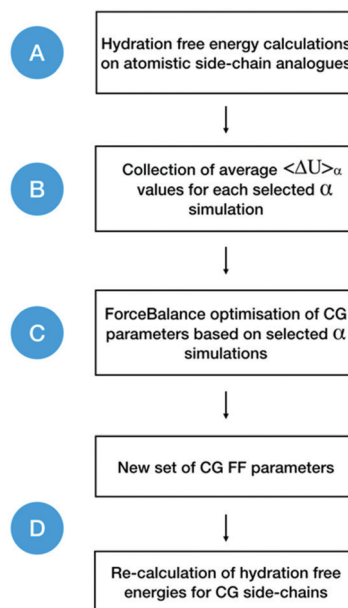 A
Hydration free energy calculations
on atomistic side-chain analogues
B
Collection of average <ΔU>α
values for each selected α
simulation
C
ForceBalance optimisation of CG
parameters based on selected α
simulations
New set of CG FF parameters
D
Re-calculation of hydration free
energies for CG side-chains